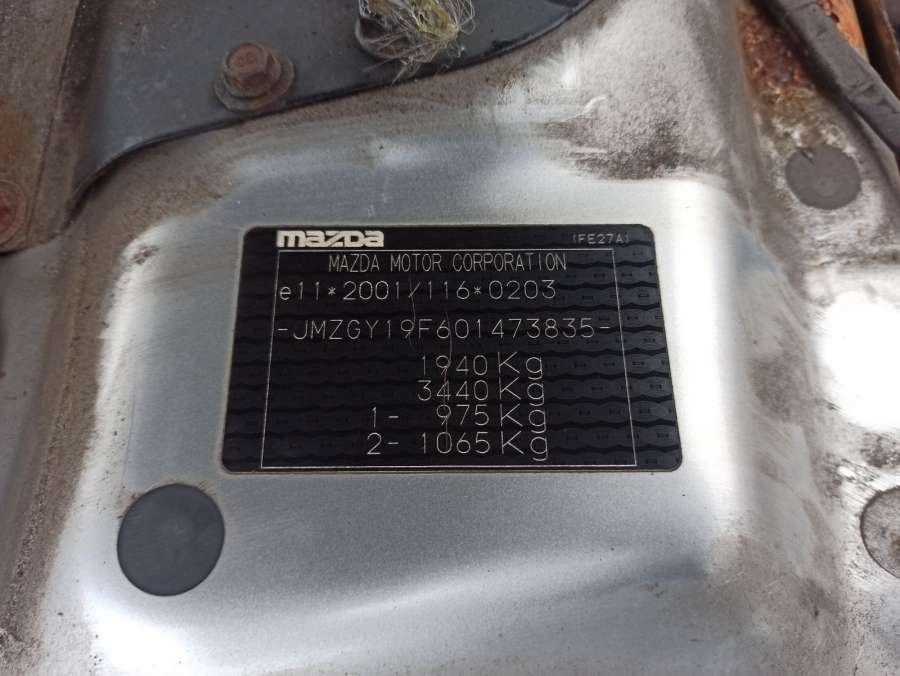 mazda (FE27A)
MAZDA MOTOR CORPORATION
e11*2001/116*0203
-JMZGY19F601473835-
1940 Kg
3440 Kg
1- 975 Kg
2- 1065 Kg